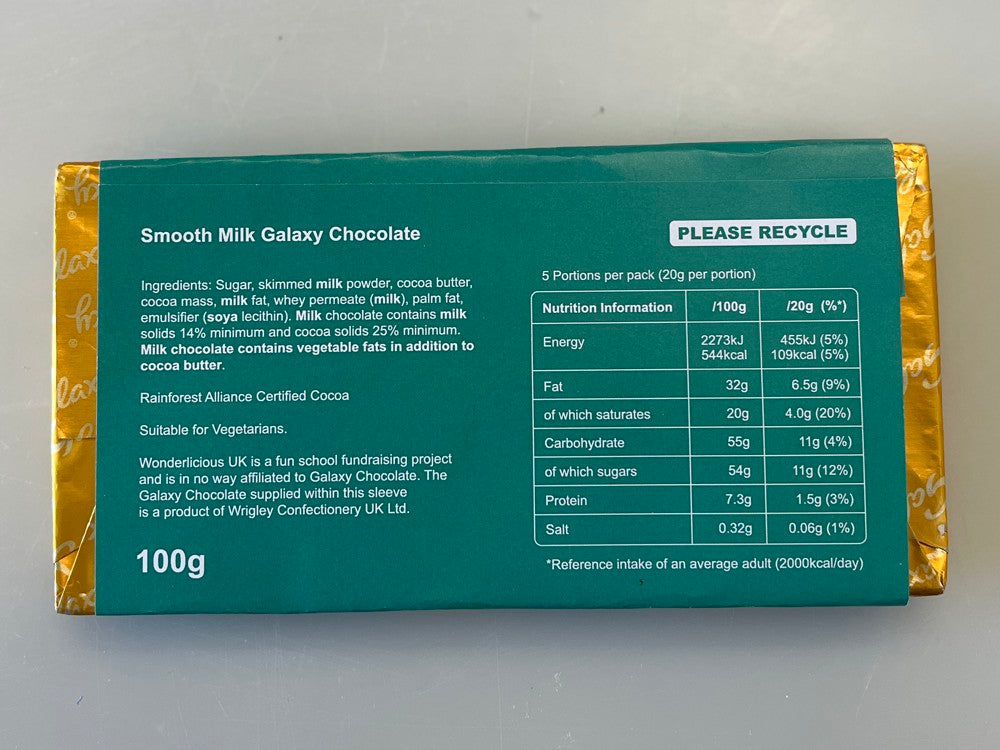 Smooth Milk Galaxy Chocolate
Ingredients: Sugar, skimmed milk powder, cocoa butter,
cocoa mass, milk fat, whey permeate (milk), palm fat,
emulsifier (soya lecithin). Milk chocolate contains milk
solids 14% minimum and cocoa solids 25% minimum.
Milk chocolate contains vegetable fats in addition to
cocoa butter.
Rainforest Alliance Certified Cocoa
Suitable for Vegetarians.
Wonderlicious UK is a fun school fundraising project
and is in no way affiliated to Galaxy Chocolate. The
Galaxy Chocolate supplied within this sleeve
is a product of Wrigley Confectionery UK Ltd.
100g
PLEASE RECYCLE
5 Portions per pack (20g per portion)
Nutrition Information /100g /20g (%*)
Energy 2273kJ 455kJ (5%)
544kcal 109kcal (5%)
Fat 32g 6.5g (9%)
of which saturates 20g 4.0g (20%)
Carbohydrate 55g 11g (4%)
of which sugars 54g 11g (12%)
Protein 7.3g 1.5g (3%)
Salt 0.32g 0.06g (1%)
*Reference intake of an average adult (2000kcal/day)